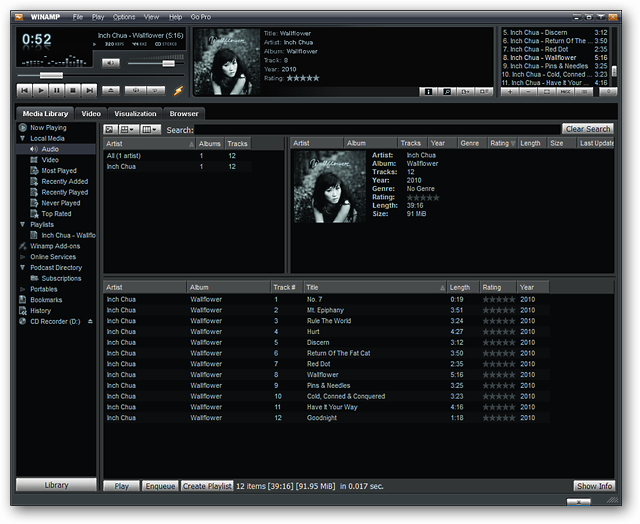 WINAMP File Play Options View Help Go Pro
0:52
Inch Chua - Wallflower (5:16)
Title: Wallflower
Artist: Inch Chua
Album: Wallflower
Track: 8
Year: 2010
Rating: ★★★★★
5. Inch Chua - Discern 3:12
6. Inch Chua - Return Of The ... 3:50
7. Inch Chua - Red Dot 2:35
8. Inch Chua - Wallflower 5:16
9. Inch Chua - Pins & Needles 3:25
10. Inch Chua - Cold, Conned ... 3:23
11. Inch Chua - Have It Your ... 4:16
Media Library Video Visualization Browser
Now Playing
Local Media
Audio
Video
Most Played
Recently Added
Recently Played
Never Played
Top Rated
Playlists
Inch Chua - Wallflo
Winamp Add-ons
Online Services
Podcast Directory
Subscriptions
Portables
Bookmarks
History
CD Recorder (D:)
Library
Search: Clear Search
Artist Albums Tracks
All (1 artist) 1 12
Inch Chua 1 12
Artist Album Tracks Year Genre Rating Length Size Last Update
Wallflower
Artist: Inch Chua
Album: Wallflower
Tracks: 12
Year: 2010
Genre: No Genre
Rating: ★★★★★
Length: 39:16
Size: 91 MiB
Artist Album Track # Title Length Rating Year
Inch Chua Wallflower 1 No. 7 0:19 ★★★★★ 2010
Inch Chua Wallflower 2 Mt. Epiphany 3:51 ★★★★★ 2010
Inch Chua Wallflower 3 Rule The World 3:24 ★★★★★ 2010
Inch Chua Wallflower 4 Hurt 4:27 ★★★★★ 2010
Inch Chua Wallflower 5 Discern 3:12 ★★★★★ 2010
Inch Chua Wallflower 6 Return Of The Fat Cat 3:50 ★★★★★ 2010
Inch Chua Wallflower 7 Red Dot 2:35 ★★★★★ 2010
Inch Chua Wallflower 8 Wallflower 5:16 ★★★★★ 2010
Inch Chua Wallflower 9 Pins & Needles 3:25 ★★★★★ 2010
Inch Chua Wallflower 10 Cold, Conned & Conquered 3:23 ★★★★★ 2010
Inch Chua Wallflower 11 Have It Your Way 4:16 ★★★★★ 2010
Inch Chua Wallflower 12 Goodnight 1:18 ★★★★★ 2010
Play Enqueue Create Playlist 12 items [39:16] [91.95 MiB] in 0.017 sec. Show Info